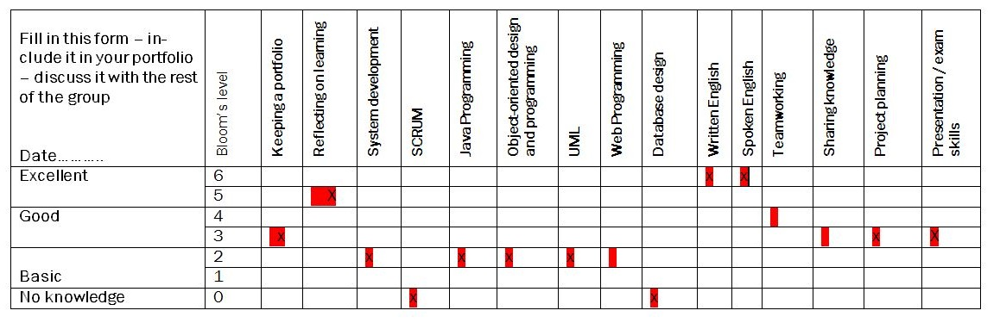 Fill in this form – in-
clude it in your portfolio
– discuss it with the rest
of the group
Date………..
Bloom's level
Keeping a portfolio
Reflecting on learning
System development
SCRUM
Java Programming
Object-oriented design
and programming
UML
Web Programming
Database design
Written English
Spoken English
Teamworking
Sharing knowledge
Project planning
Presentation / exam
skills
Excellent 6 X X
5 X
Good 4
3 X X X
2 X X X X
Basic 1
No knowledge 0 X X